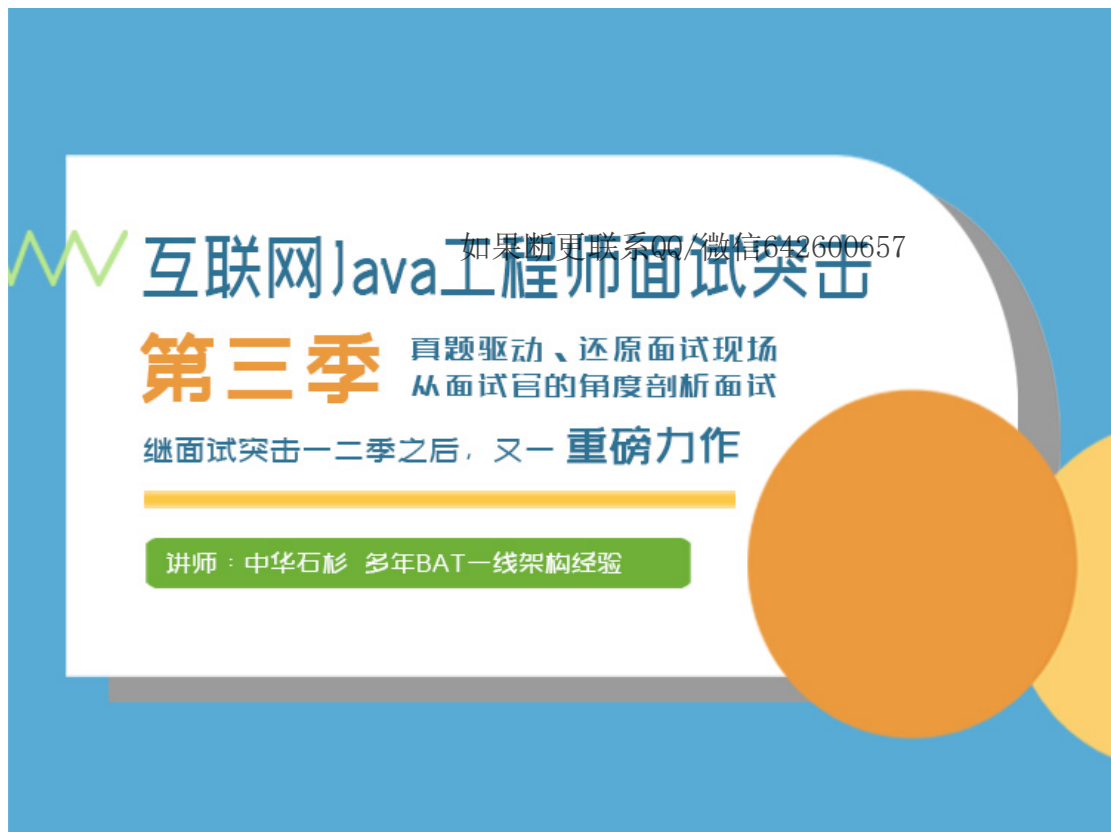 如果断更联系QQ/微信642600657
互联网Java工程师面试突击
第三季
真题驱动、还原面试现场
从面试官的角度剖析面试
继面试突击一二季之后，又一 重磅力作
讲师：中华石杉 多年BAT一线架构经验